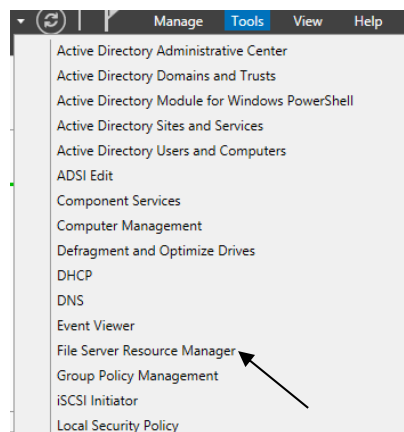 Manage Tools View Help
Active Directory Administrative Center
Active Directory Domains and Trusts
Active Directory Module for Windows PowerShell
Active Directory Sites and Services
Active Directory Users and Computers
ADSI Edit
Component Services
Computer Management
Defragment and Optimize Drives
DHCP
DNS
Event Viewer
File Server Resource Manager
Group Policy Management
iSCSI Initiator
Local Security Policy